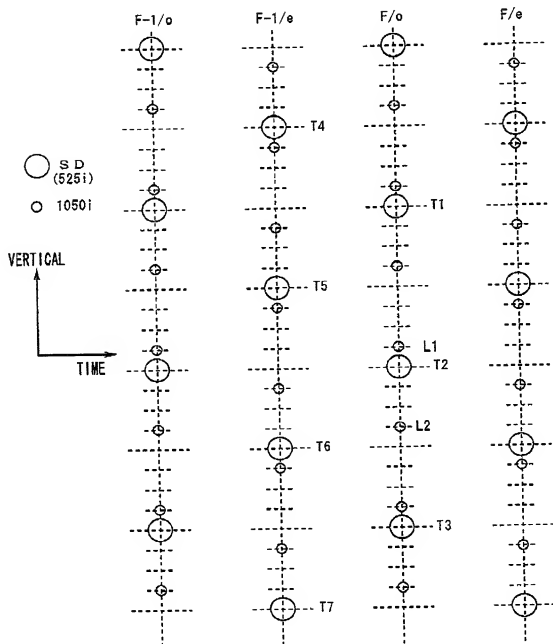 F-1/o F-1/e F/o F/e
T4
SD
(525i)
1050i
T1
VERTICAL
T5
L1
T2
TIME
L2
T6
T3
T7